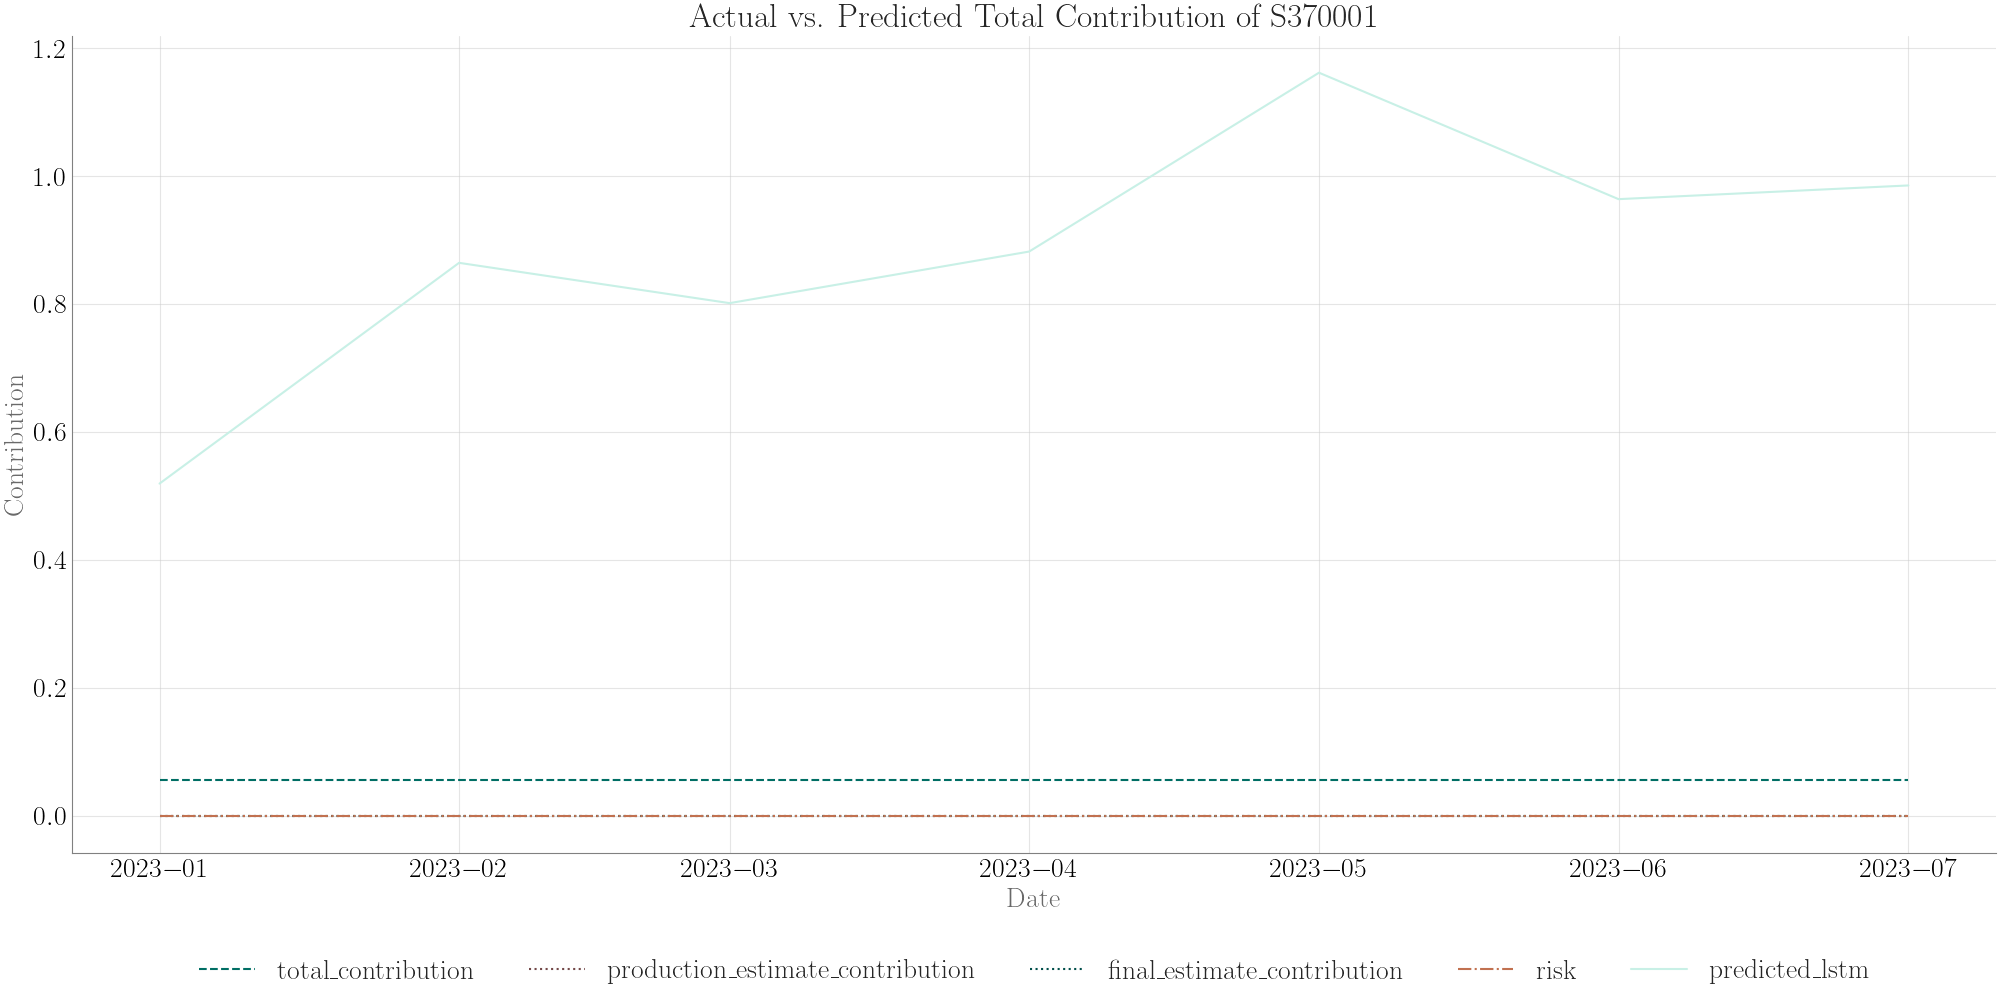 Actual vs. Predicted Total Contribution of S370001
1.2
1.0
0.8
0.6
0.4
0.2
0.0
Contribution
2023–01 2023–02 2023–03 2023–04 2023–05 2023–06 2023–07
Date
total_contribution production_estimate_contribution final_estimate_contribution risk predicted_lstm